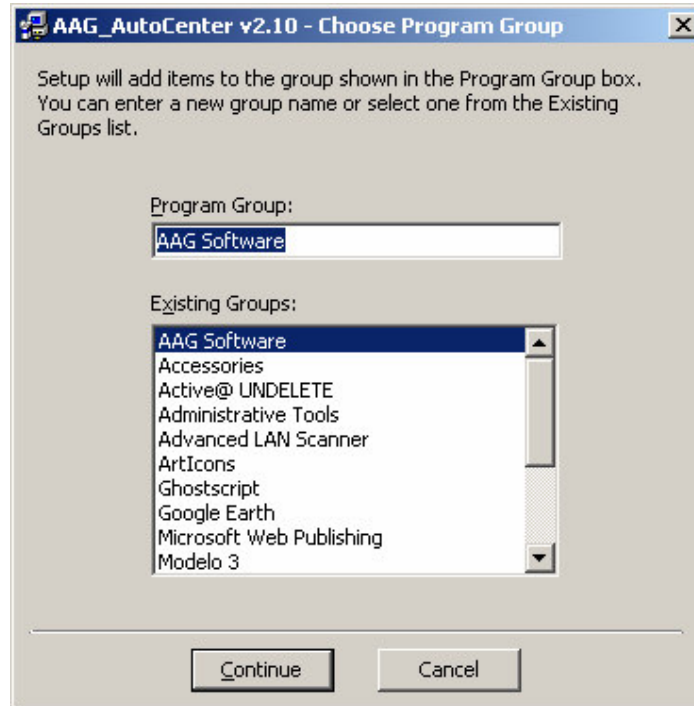 AAG_AutoCenter v2.10 - Choose Program Group
Setup will add items to the group shown in the Program Group box.
You can enter a new group name or select one from the Existing
Groups list.
Program Group:
AAG Software
Existing Groups:
AAG Software
Accessories
Active@ UNDELETE
Administrative Tools
Advanced LAN Scanner
ArtIcons
Ghostscript
Google Earth
Microsoft Web Publishing
Modelo 3
Continue
Cancel